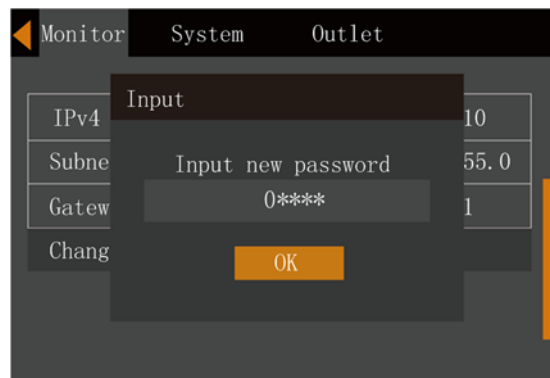 Monitor System Outlet
Input
IPv4 10
Subne Input new password 55.0
Gatew 0**** 1
Chang OK